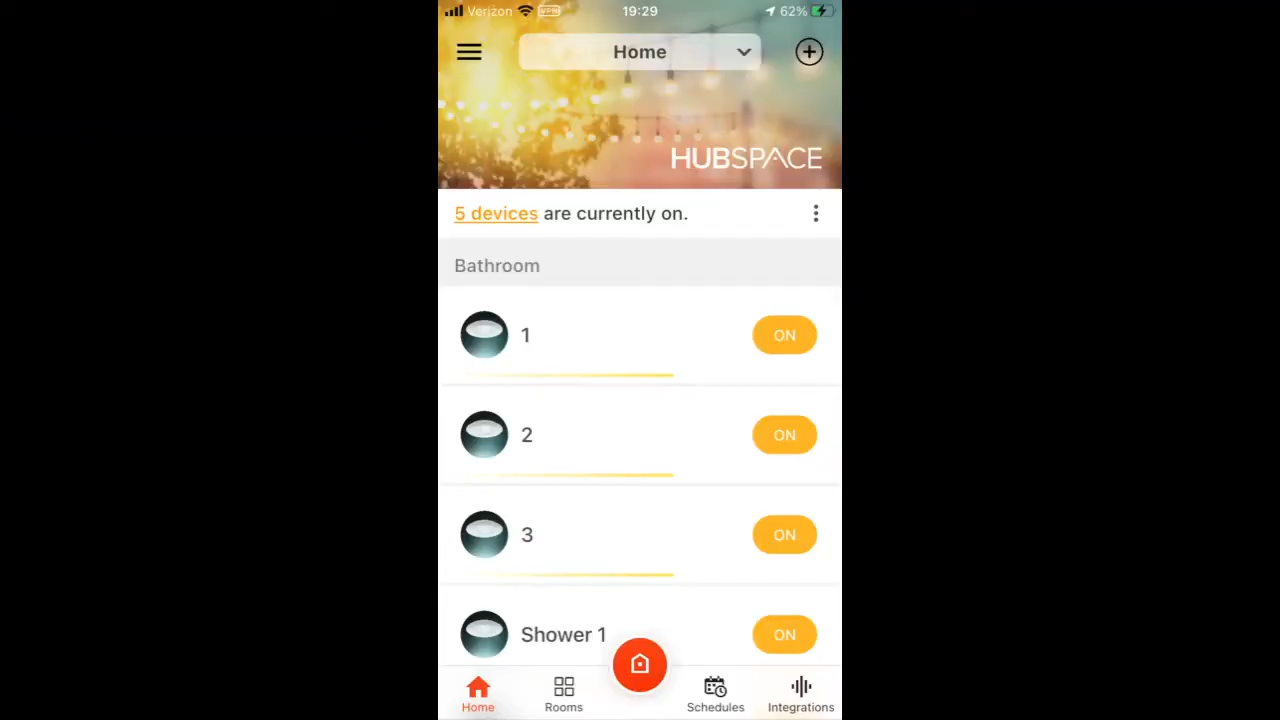 Verizon VPN 19:29 62%
Home
HUBSPACE
5 devices are currently on.
Bathroom
1 ON
2 ON
3 ON
Shower 1 ON
Home Rooms Schedules Integrations